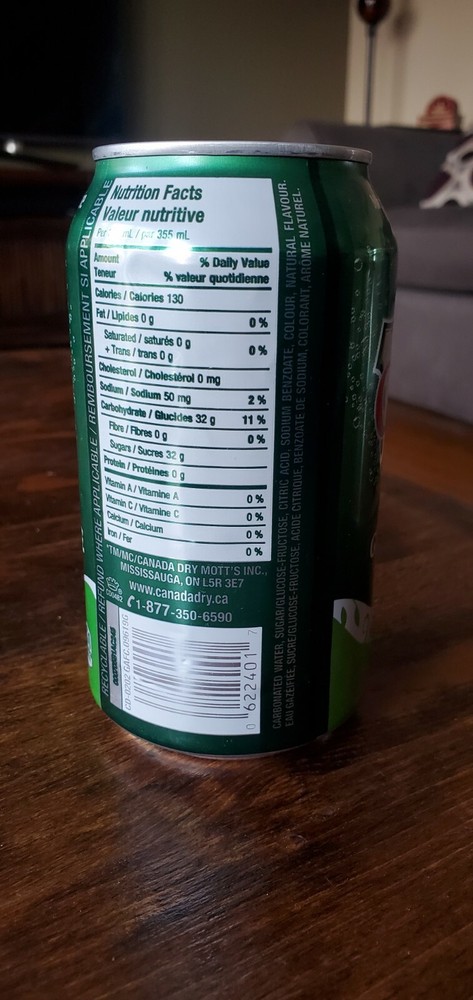 Nutrition Facts
Valeur nutritive
Per mL / par 355 mL
Amount % Daily Value
Teneur % valeur quotidienne
Calories / Calories 130
Fat / Lipides 0 g 0 %
Saturated / saturés 0 g
+ Trans / trans 0 g 0 %
Cholesterol / Cholestérol 0 mg
Sodium / Sodium 50 mg 2 %
Carbohydrate / Glucides 32 g 11 %
Fibre / Fibres 0 g 0 %
Sugars / Sucres 32 g
Protein / Protéines 0 g
Vitamin A / Vitamine A 0 %
Vitamin C / Vitamine C 0 %
Calcium / Calcium 0 %
Iron / Fer 0 %
TM/MC/CANADA DRY MOTT'S INC.,
MISSISSAUGA, ON L5R 3E7
www.canadadry.ca
1-877-350-6590
0 622401 7
RECYCLABLE / REFUND WHERE APPLICABLE / REMBOURSEMENT SI APPLICABLE
CARBONATED WATER, SUGAR/GLUCOSE-FRUCTOSE, CITRIC ACID, SODIUM BENZOATE, COLOUR, NATURAL FLAVOUR.
EAU GAZÉIFIÉE, SUCRE/GLUCOSE-FRUCTOSE, ACIDE CITRIQUE, BENZOATE DE SODIUM, COLORANT, ARÔME NATUREL.